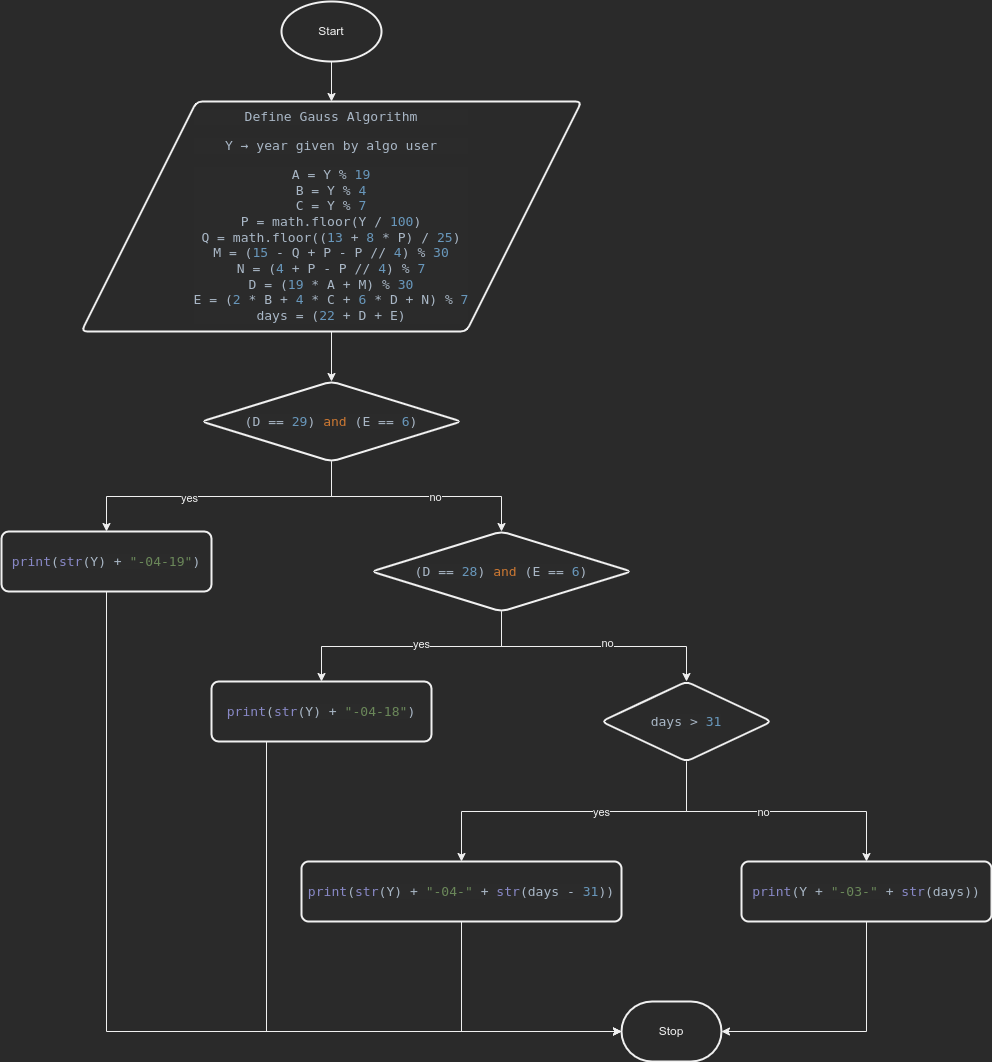 Start
Define Gauss Algorithm
Y → year given by algo user
A = Y % 19
B = Y % 4
C = Y % 7
P = math.floor(Y / 100)
Q = math.floor((13 + 8 * P) / 25)
M = (15 - Q + P - P // 4) % 30
N = (4 + P - P // 4) % 7
D = (19 * A + M) % 30
E = (2 * B + 4 * C + 6 * D + N) % 7
days = (22 + D + E)
(D == 29) and (E == 6)
yes
no
print(str(Y) + "-04-19")
(D == 28) and (E == 6)
yes
no
print(str(Y) + "-04-18")
days > 31
yes
no
print(str(Y) + "-04-" + str(days - 31))
print(Y + "-03-" + str(days))
Stop